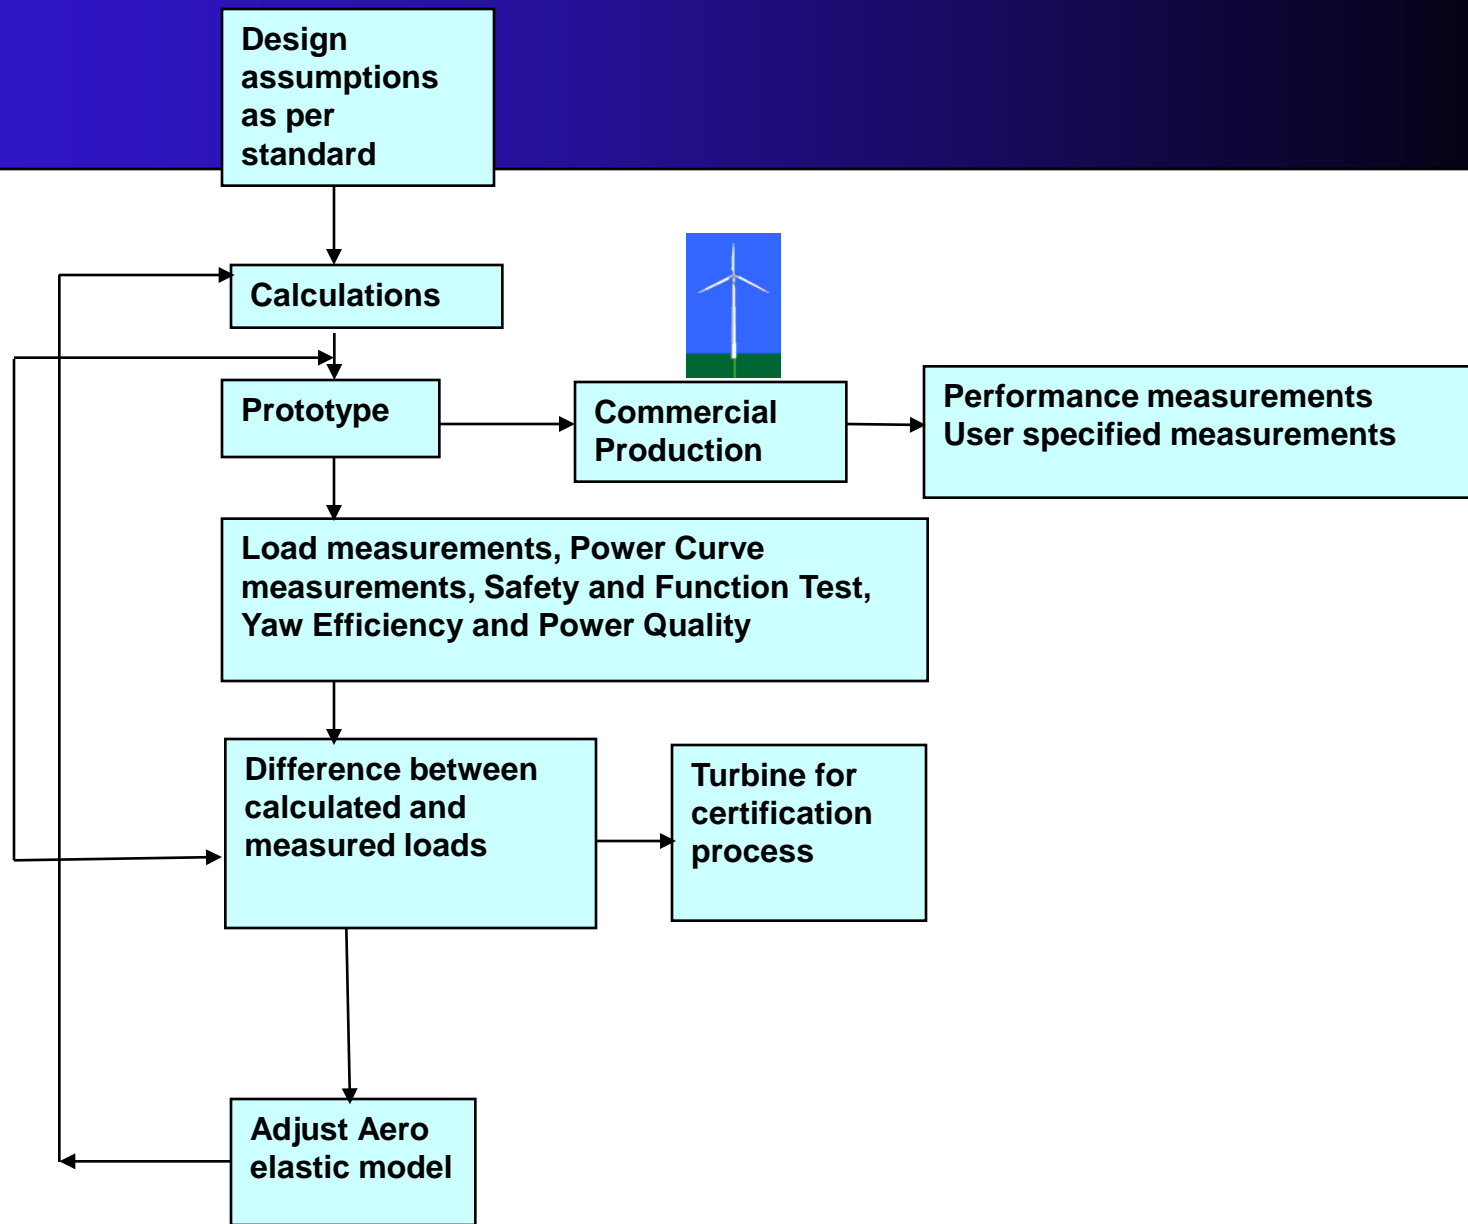 Design
assumptions
as per
standard
Calculations
Prototype
Commercial
Production
Performance measurements
User specified measurements
Load measurements, Power Curve
measurements, Safety and Function Test,
Yaw Efficiency and Power Quality
Difference between
calculated and
measured loads
Turbine for
certification
process
Adjust Aero
elastic model